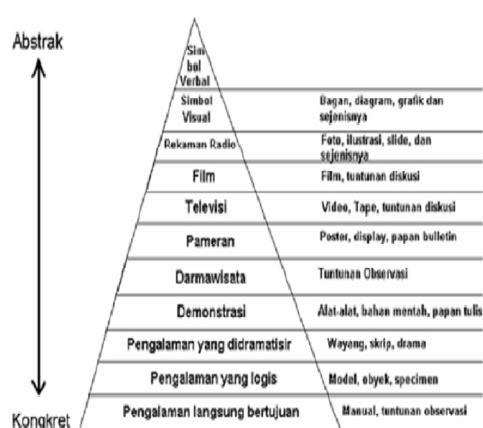 Abstrak
Sim
bol
Verbal
Simbol
Visual
Bagan, diagram, grafik dan
sejenisnya
Rekaman Radio
Foto, ilustrasi, slide, dan
sejenisnya
Film
Film, tuntunan diskusi
Televisi
Video, Tape, tuntunan diskusi
Pameran
Poster, display, papan bulletin
Darmawisata
Tuntunan Observasi
Demonstrasi
Alat-alat, bahan mentah, papan tulis
Pengalaman yang didramatisir
Wayang, skrip, drama
Pengalaman yang logis
Model, obyek, specimen
Pengalaman langsung bertujuan
Manual, tuntunan observasi
Kongkret